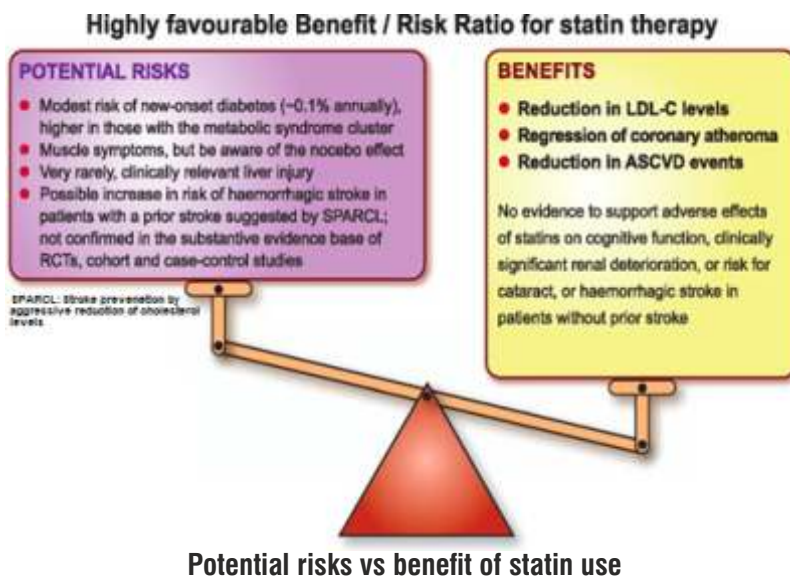 Highly favourable Benefit / Risk Ratio for statin therapy
POTENTIAL RISKS
● Modest risk of new-onset diabetes (~0.1% annually),
higher in those with the metabolic syndrome cluster
● Muscle symptoms, but be aware of the nocebo effect
● Very rarely, clinically relevant liver injury
● Possible increase in risk of haemorrhagic stroke in
patients with a prior stroke suggested by SPARCL;
not confirmed in the substantive evidence base of
RCTs, cohort and case-control studies
SPARCL: Stroke prevenetion by
aggressive reduction of cholesterol
levels
BENEFITS
● Reduction in LDL-C levels
● Regression of coronary atheroma
● Reduction in ASCVD events
No evidence to support adverse effects
of statins on cognitive function, clinically
significant renal deterioration, or risk for
cataract, or haemorrhagic stroke in
patients without prior stroke
Potential risks vs benefit of statin use